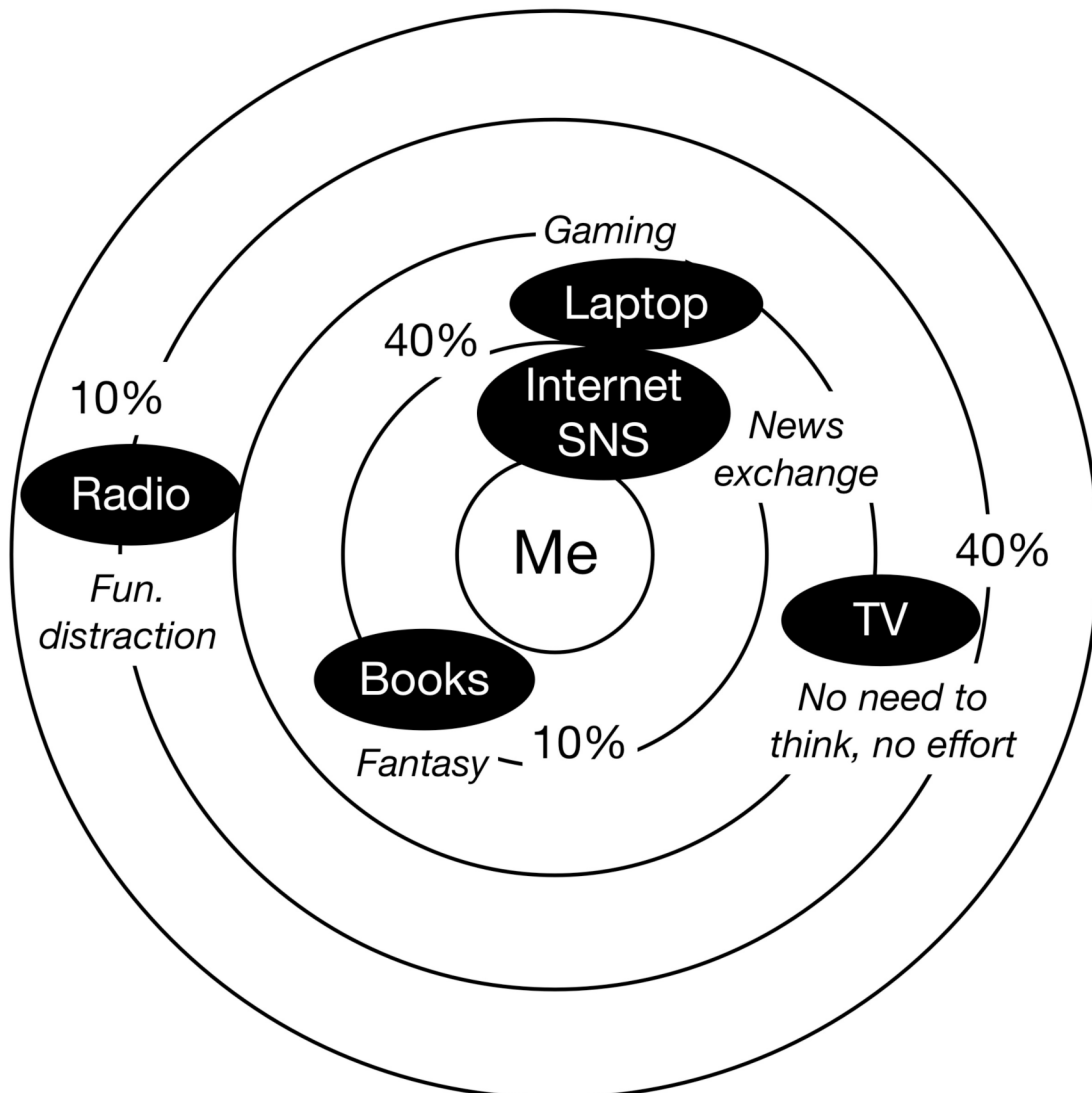 Gaming
Laptop
40%
Internet
SNS
10%
News
exchange
Radio
Me
40%
Fun.
distraction
TV
Books
No need to
think, no effort
10%
Fantasy